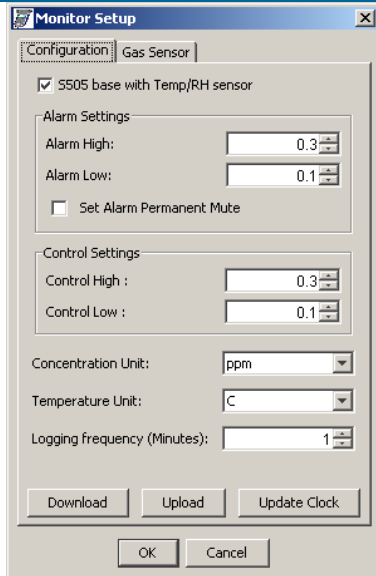 Monitor Setup
Configuration Gas Sensor
S505 base with Temp/RH sensor
Alarm Settings
Alarm High: 0.3
Alarm Low: 0.1
Set Alarm Permanent Mute
Control Settings
Control High : 0.3
Control Low : 0.1
Concentration Unit: ppm
Temperature Unit: C
Logging frequency (Minutes): 1
Download Upload Update Clock
OK Cancel